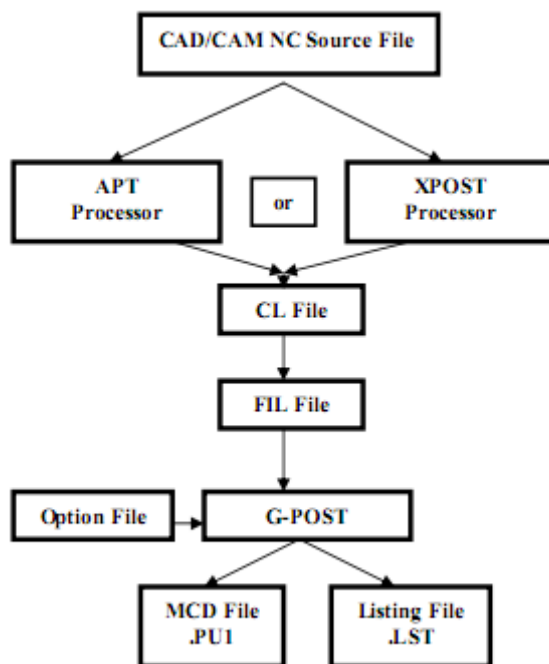 CAD/CAM NC Source File
APT
Processor
or
XPOST
Processor
CL File
FIL File
Option File
G-POST
MCD File
.PU1
Listing File
.LST